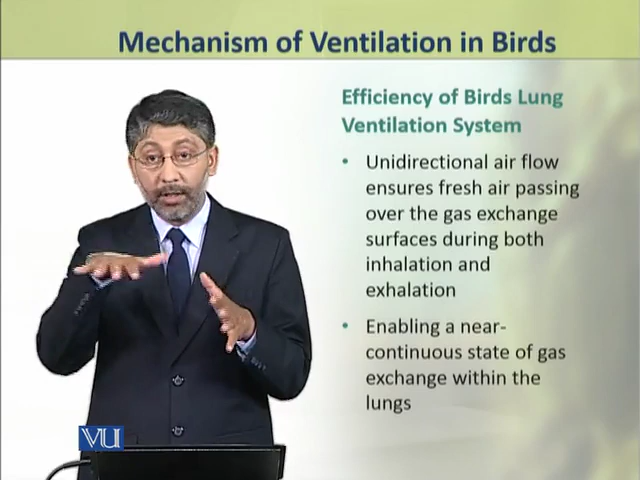 Mechanism of Ventilation in Birds
Efficiency of Birds Lung
Ventilation System
• Unidirectional air flow
ensures fresh air passing
over the gas exchange
surfaces during both
inhalation and
exhalation
• Enabling a near-
continuous state of gas
exchange within the
lungs
VU